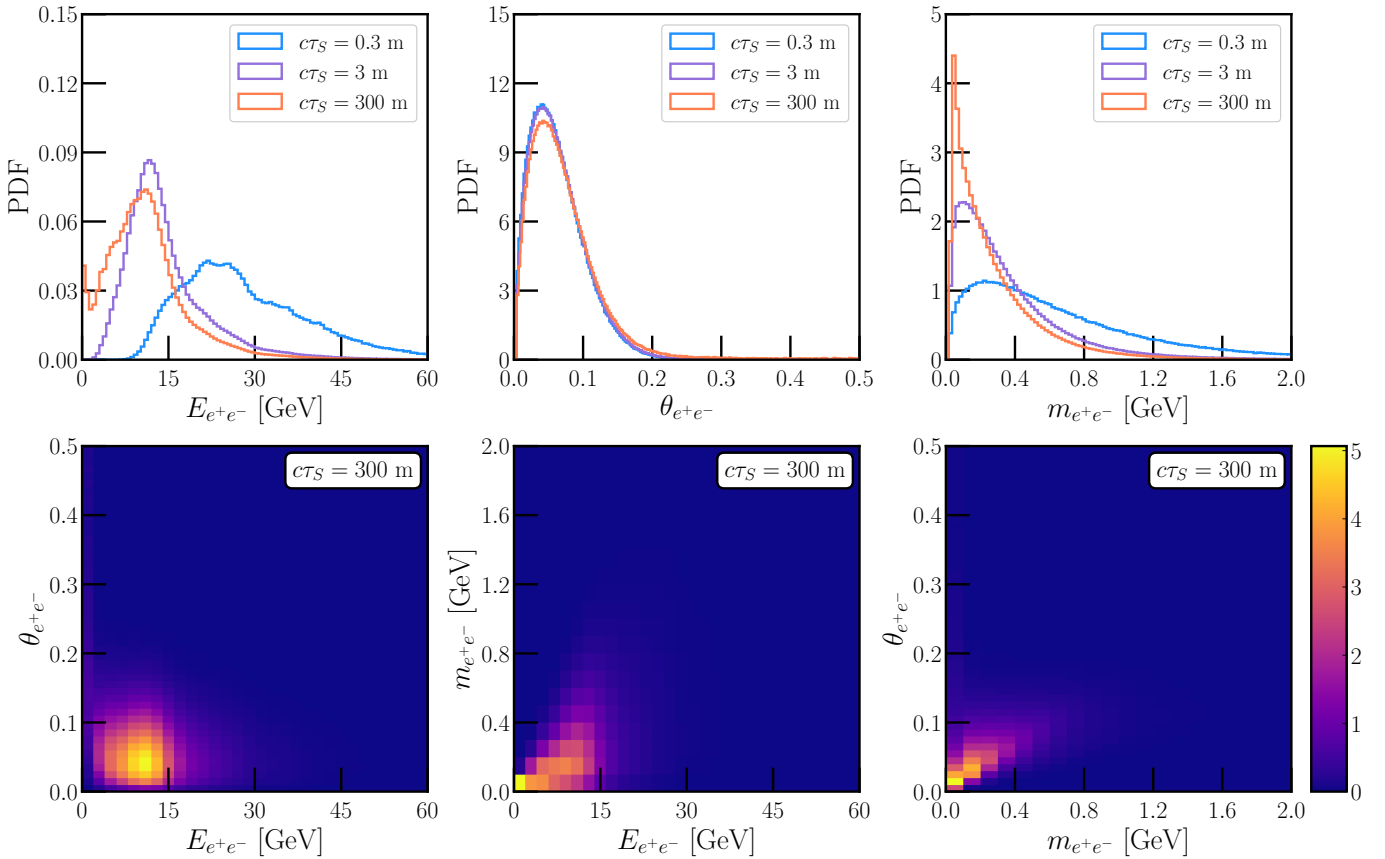 0.15
0.12
0.09
0.06
0.03
0.00
PDF
cτ_S = 0.3 m
cτ_S = 3 m
cτ_S = 300 m
0 15 30 45 60
E_{e⁺e⁻} [GeV]
15
12
9
6
3
0
PDF
cτ_S = 0.3 m
cτ_S = 3 m
cτ_S = 300 m
0.0 0.1 0.2 0.3 0.4 0.5
θ_{e⁺e⁻}
5
4
3
2
1
0
PDF
cτ_S = 0.3 m
cτ_S = 3 m
cτ_S = 300 m
0.0 0.4 0.8 1.2 1.6 2.0
m_{e⁺e⁻} [GeV]
0.5
0.4
0.3
0.2
0.1
0.0
θ_{e⁺e⁻}
cτ_S = 300 m
0 15 30 45 60
E_{e⁺e⁻} [GeV]
2.0
1.6
1.2
0.8
0.4
0.0
m_{e⁺e⁻} [GeV]
cτ_S = 300 m
0 15 30 45 60
E_{e⁺e⁻} [GeV]
0.5
0.4
0.3
0.2
0.1
0.0
θ_{e⁺e⁻}
cτ_S = 300 m
0.0 0.4 0.8 1.2 1.6 2.0
m_{e⁺e⁻} [GeV]
5
4
3
2
1
0